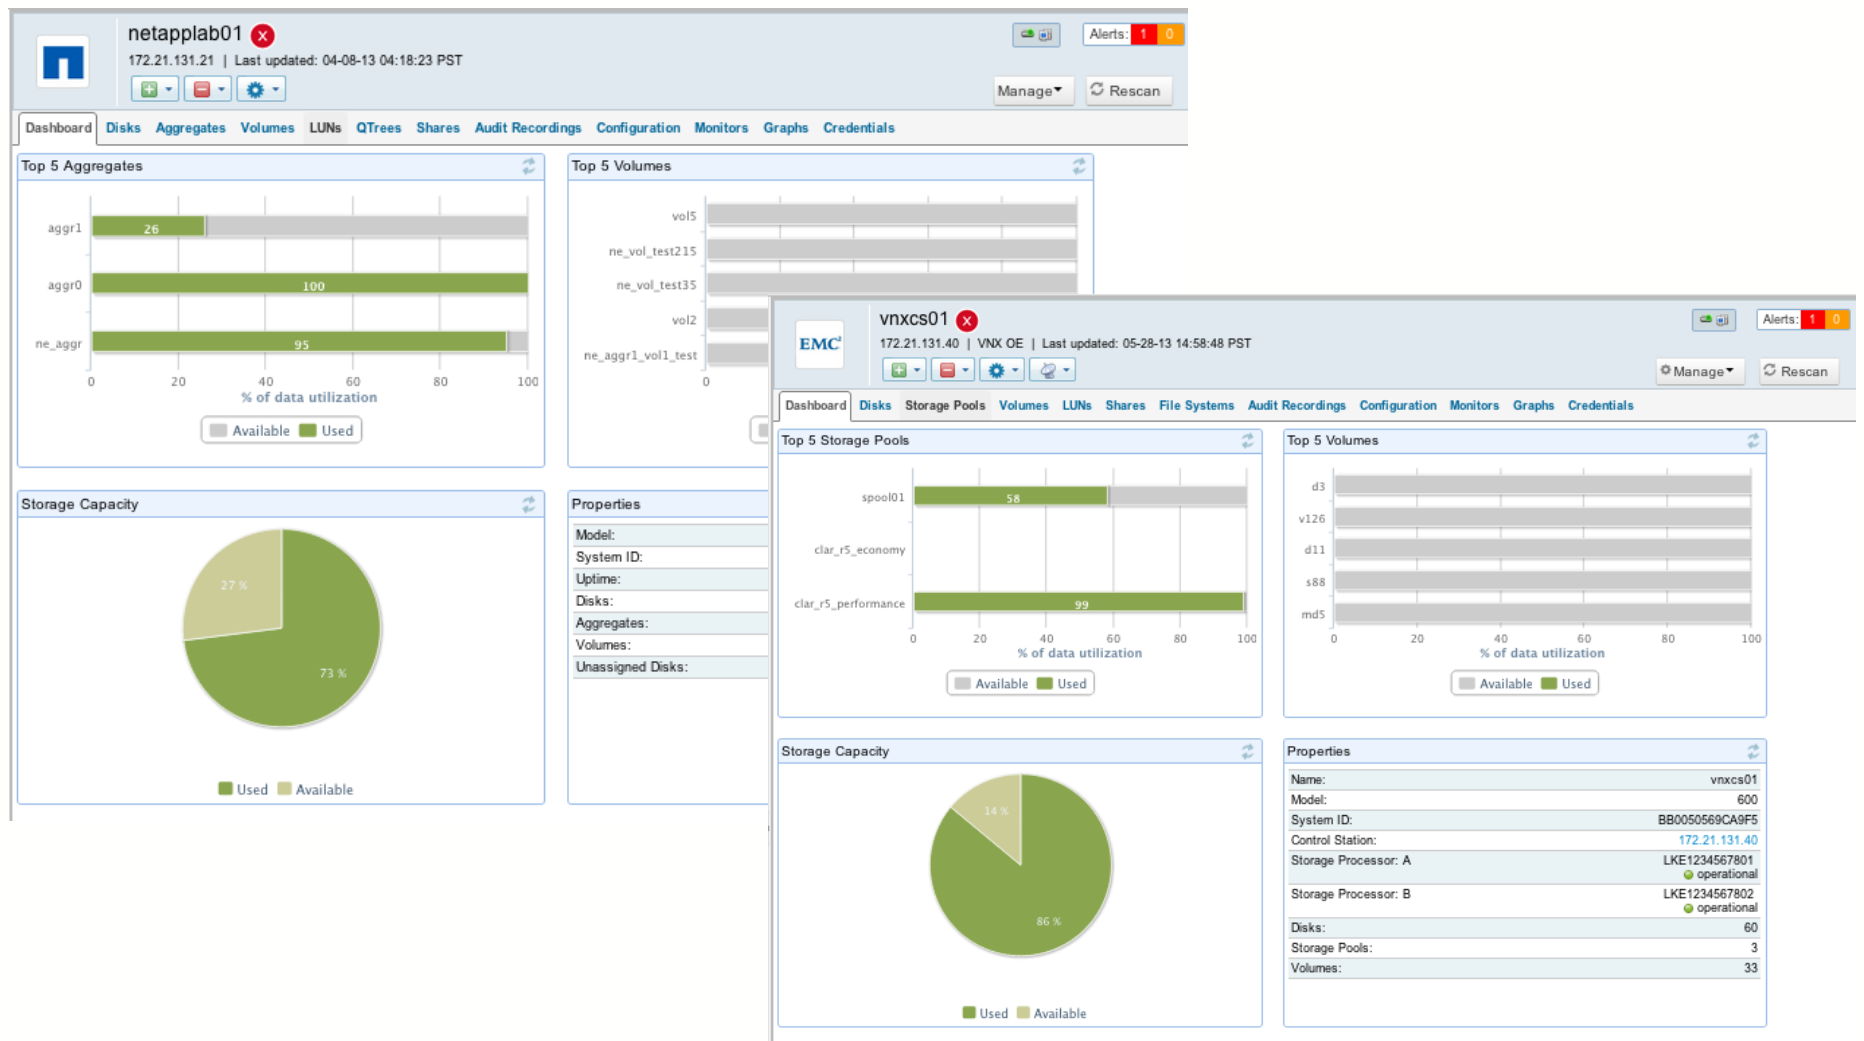 netapplab01
172.21.131.21 | Last updated: 04-08-13 04:18:23 PST
Alerts: 1 0
Manage
Rescan
Dashboard Disks Aggregates Volumes LUNs QTrees Shares Audit Recordings Configuration Monitors Graphs Credentials
Top 5 Aggregates
aggr1
26
aggr0
100
ne_aggr
95
0 20 40 60 80 100
% of data utilization
Available Used
Top 5 Volumes
vol5
ne_vol_test215
ne_vol_test35
vol2
ne_aggr1_vol1_test
0
Storage Capacity
27 %
73 %
Used Available
Properties
Model:
System ID:
Uptime:
Disks:
Aggregates:
Volumes:
Unassigned Disks:
EMC²
vnxcs01
172.21.131.40 | VNX OE | Last updated: 05-28-13 14:58:48 PST
Alerts: 1 0
Manage
Rescan
Dashboard Disks Storage Pools Volumes LUNs Shares File Systems Audit Recordings Configuration Monitors Graphs Credentials
Top 5 Storage Pools
spool01
58
clar_r5_economy
clar_r5_performance
99
0 20 40 60 80 100
% of data utilization
Available Used
Top 5 Volumes
d3
v126
d11
s88
md5
0 20 40 60 80 100
% of data utilization
Available Used
Storage Capacity
14 %
86 %
Used Available
Properties
Name: vnxcs01
Model: 600
System ID: BB0050569CA9F5
Control Station: 172.21.131.40
Storage Processor: A LKE1234567801
operational
Storage Processor: B LKE1234567802
operational
Disks: 60
Storage Pools: 3
Volumes: 33